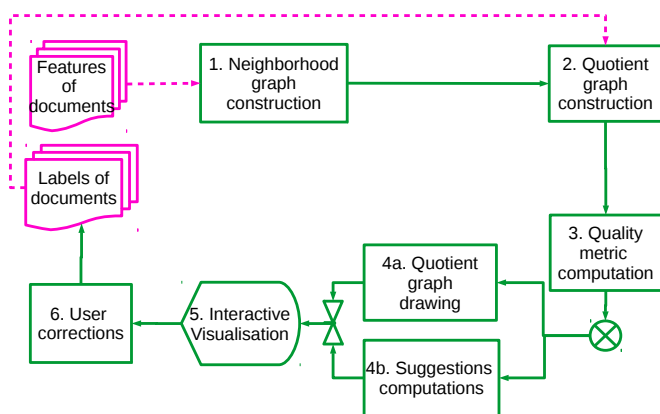 Features of
documents
1. Neighborhood
graph
construction
2. Quotient
graph
construction
Labels of
documents
3. Quality
metric
computation
4a. Quotient
graph
drawing
6. User
corrections
5. Interactive
Visualisation
4b. Suggestions
computations